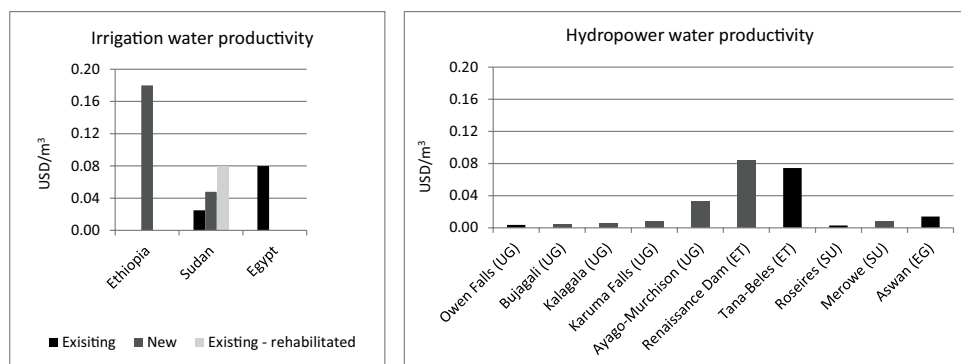 Irrigation water productivity
USD/m³
0.20
0.16
0.12
0.08
0.04
0.00
Ethiopia
Sudan
Egypt
Exisiting
New
Existing - rehabilitated
Hydropower water productivity
USD/m³
0.20
0.16
0.12
0.08
0.04
0.00
Owen Falls (UG)
Bujagali (UG)
Kalagala (UG)
Karuma Falls (UG)
Ayago-Murchison (UG)
Renaissance Dam (ET)
Tana-Beles (ET)
Roseires (SU)
Merowe (SU)
Aswan (EG)